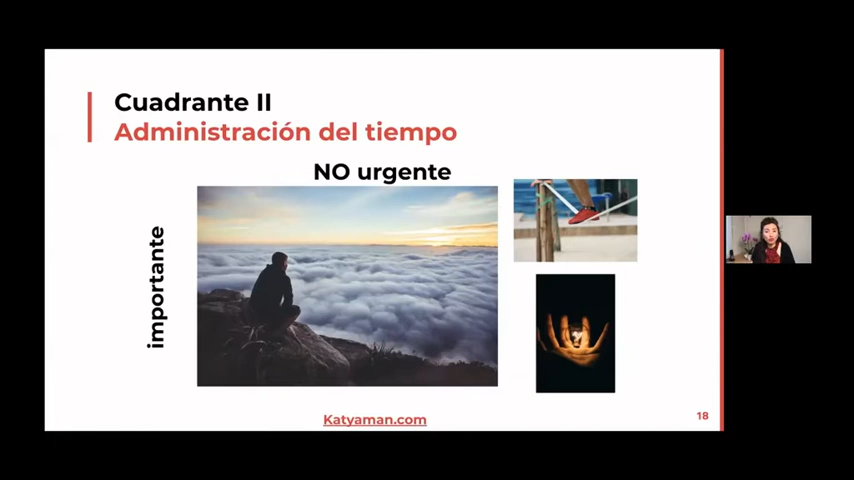 Cuadrante II
Administración del tiempo
NO urgente
importante
Katyaman.com
18